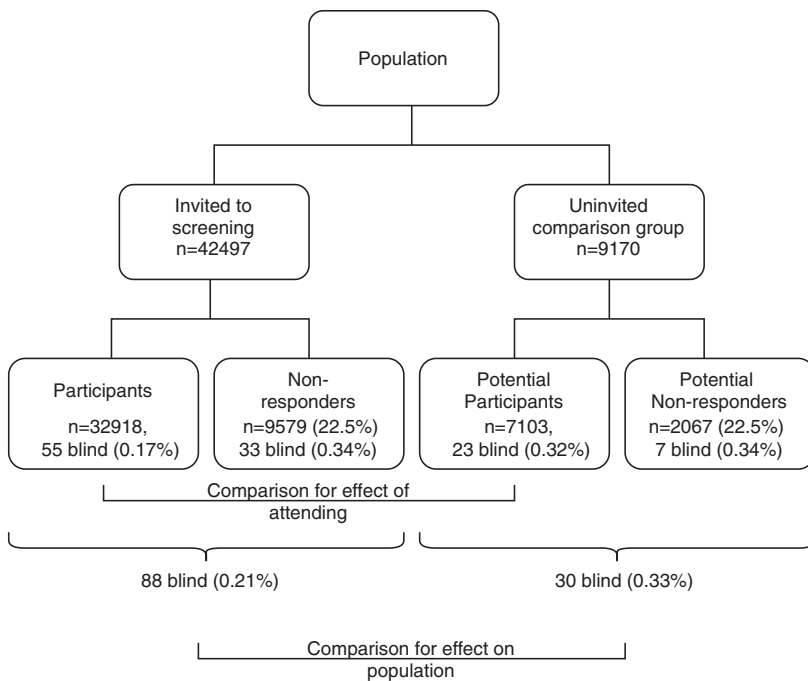 Population
Invited to
screening
n=42497
Uninvited
comparison group
n=9170
Participants
n=32918,
55 blind (0.17%)
Non-
responders
n=9579 (22.5%)
33 blind (0.34%)
Potential
Participants
n=7103,
23 blind (0.32%)
Potential
Non-responders
n=2067 (22.5%)
7 blind (0.34%)
Comparison for effect of
attending
88 blind (0.21%)
30 blind (0.33%)
Comparison for effect on
population